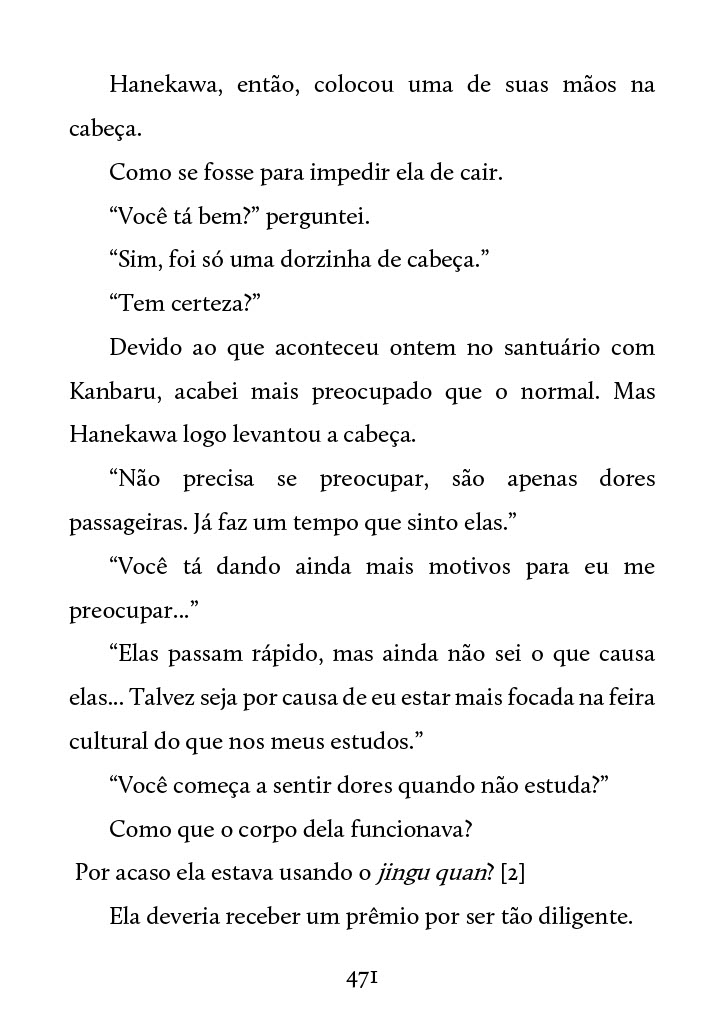 Hanekawa, então, colocou uma de suas mãos na
cabeça.
Como se fosse para impedir ela de cair.
“Você tá bem?” perguntei.
“Sim, foi só uma dorzinha de cabeça.”
“Tem certeza?”
Devido ao que aconteceu ontem no santuário com
Kanbaru, acabei mais preocupado que o normal. Mas
Hanekawa logo levantou a cabeça.
“Não precisa se preocupar, são apenas dores
passageiras. Já faz um tempo que sinto elas.”
“Você tá dando ainda mais motivos para eu me
preocupar...”
“Elas passam rápido, mas ainda não sei o que causa
elas... Talvez seja por causa de eu estar mais focada na feira
cultural do que nos meus estudos.”
“Você começa a sentir dores quando não estuda?”
Como que o corpo dela funcionava?
Por acaso ela estava usando o jingu quan? [2]
Ela deveria receber um prêmio por ser tão diligente.
471